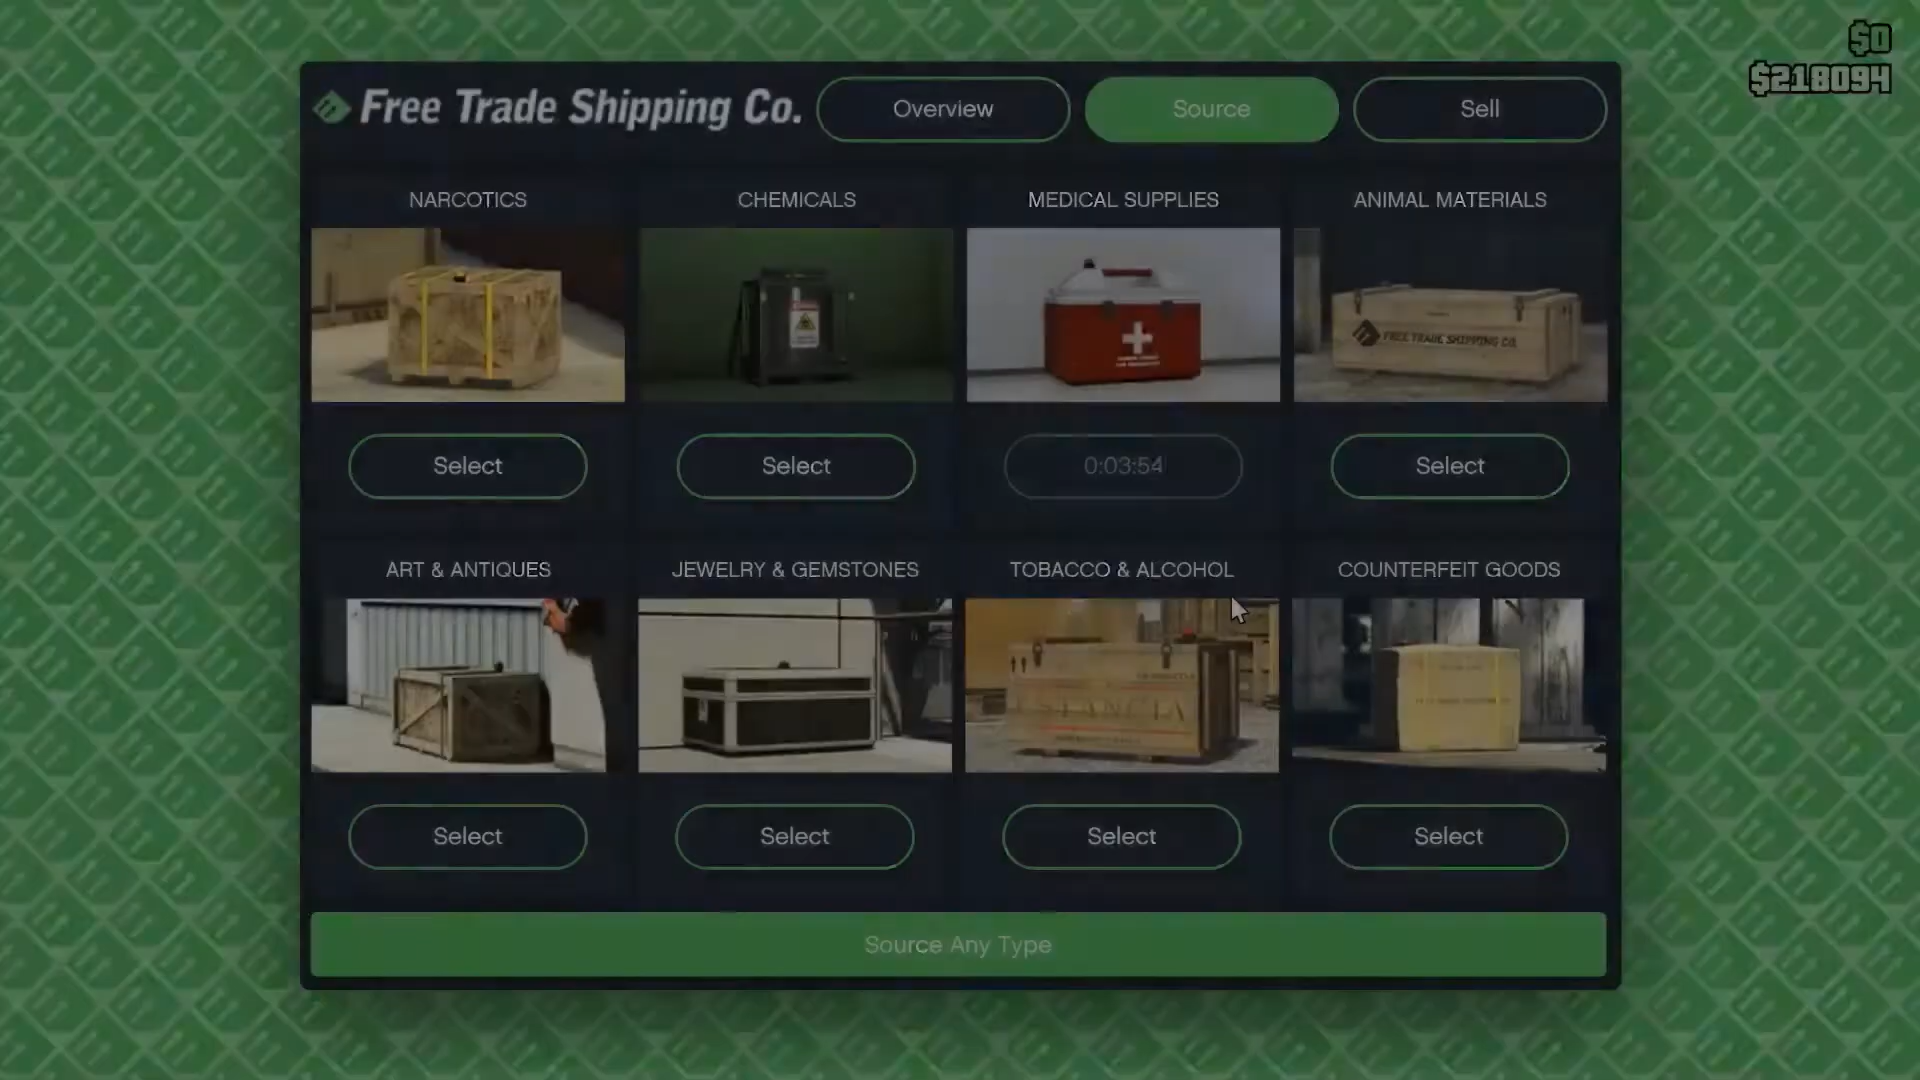 $0
$218094
Free Trade Shipping Co.
Overview
Source
Sell
NARCOTICS
CHEMICALS
MEDICAL SUPPLIES
ANIMAL MATERIALS
FREE TRADE SHIPPING CO.
Select
Select
0:03:54
Select
ART & ANTIQUES
JEWELRY & GEMSTONES
TOBACCO & ALCOHOL
COUNTERFEIT GOODS
ESTANCIA
Select
Select
Select
Select
Source Any Type